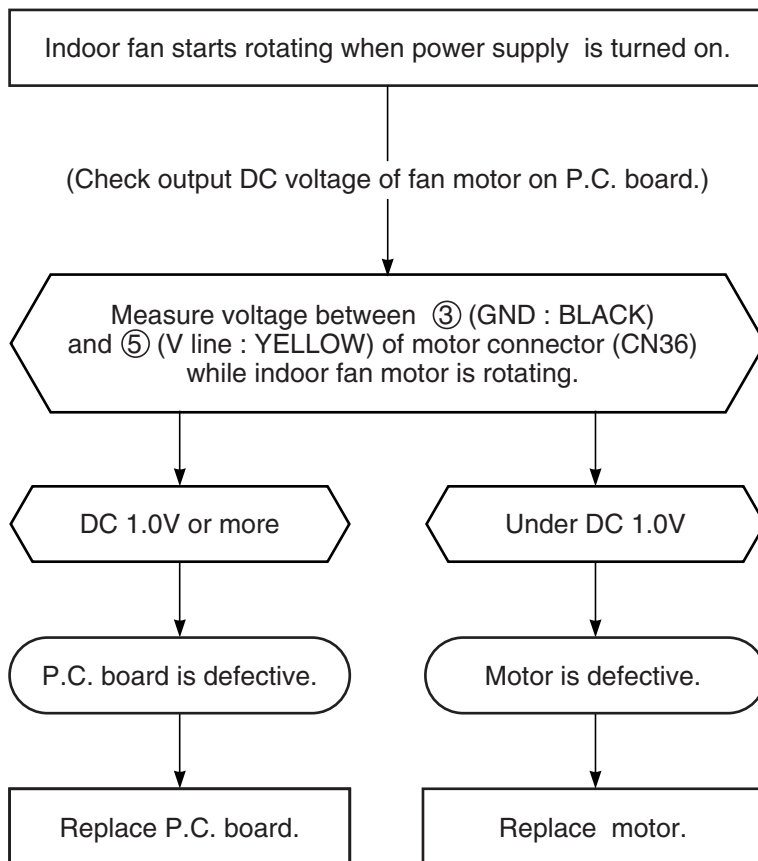 Indoor fan starts rotating when power supply is turned on.
(Check output DC voltage of fan motor on P.C. board.)
Measure voltage between ③ (GND : BLACK)
and ⑤ (V line : YELLOW) of motor connector (CN36)
while indoor fan motor is rotating.
DC 1.0V or more
Under DC 1.0V
P.C. board is defective.
Motor is defective.
Replace P.C. board.
Replace motor.